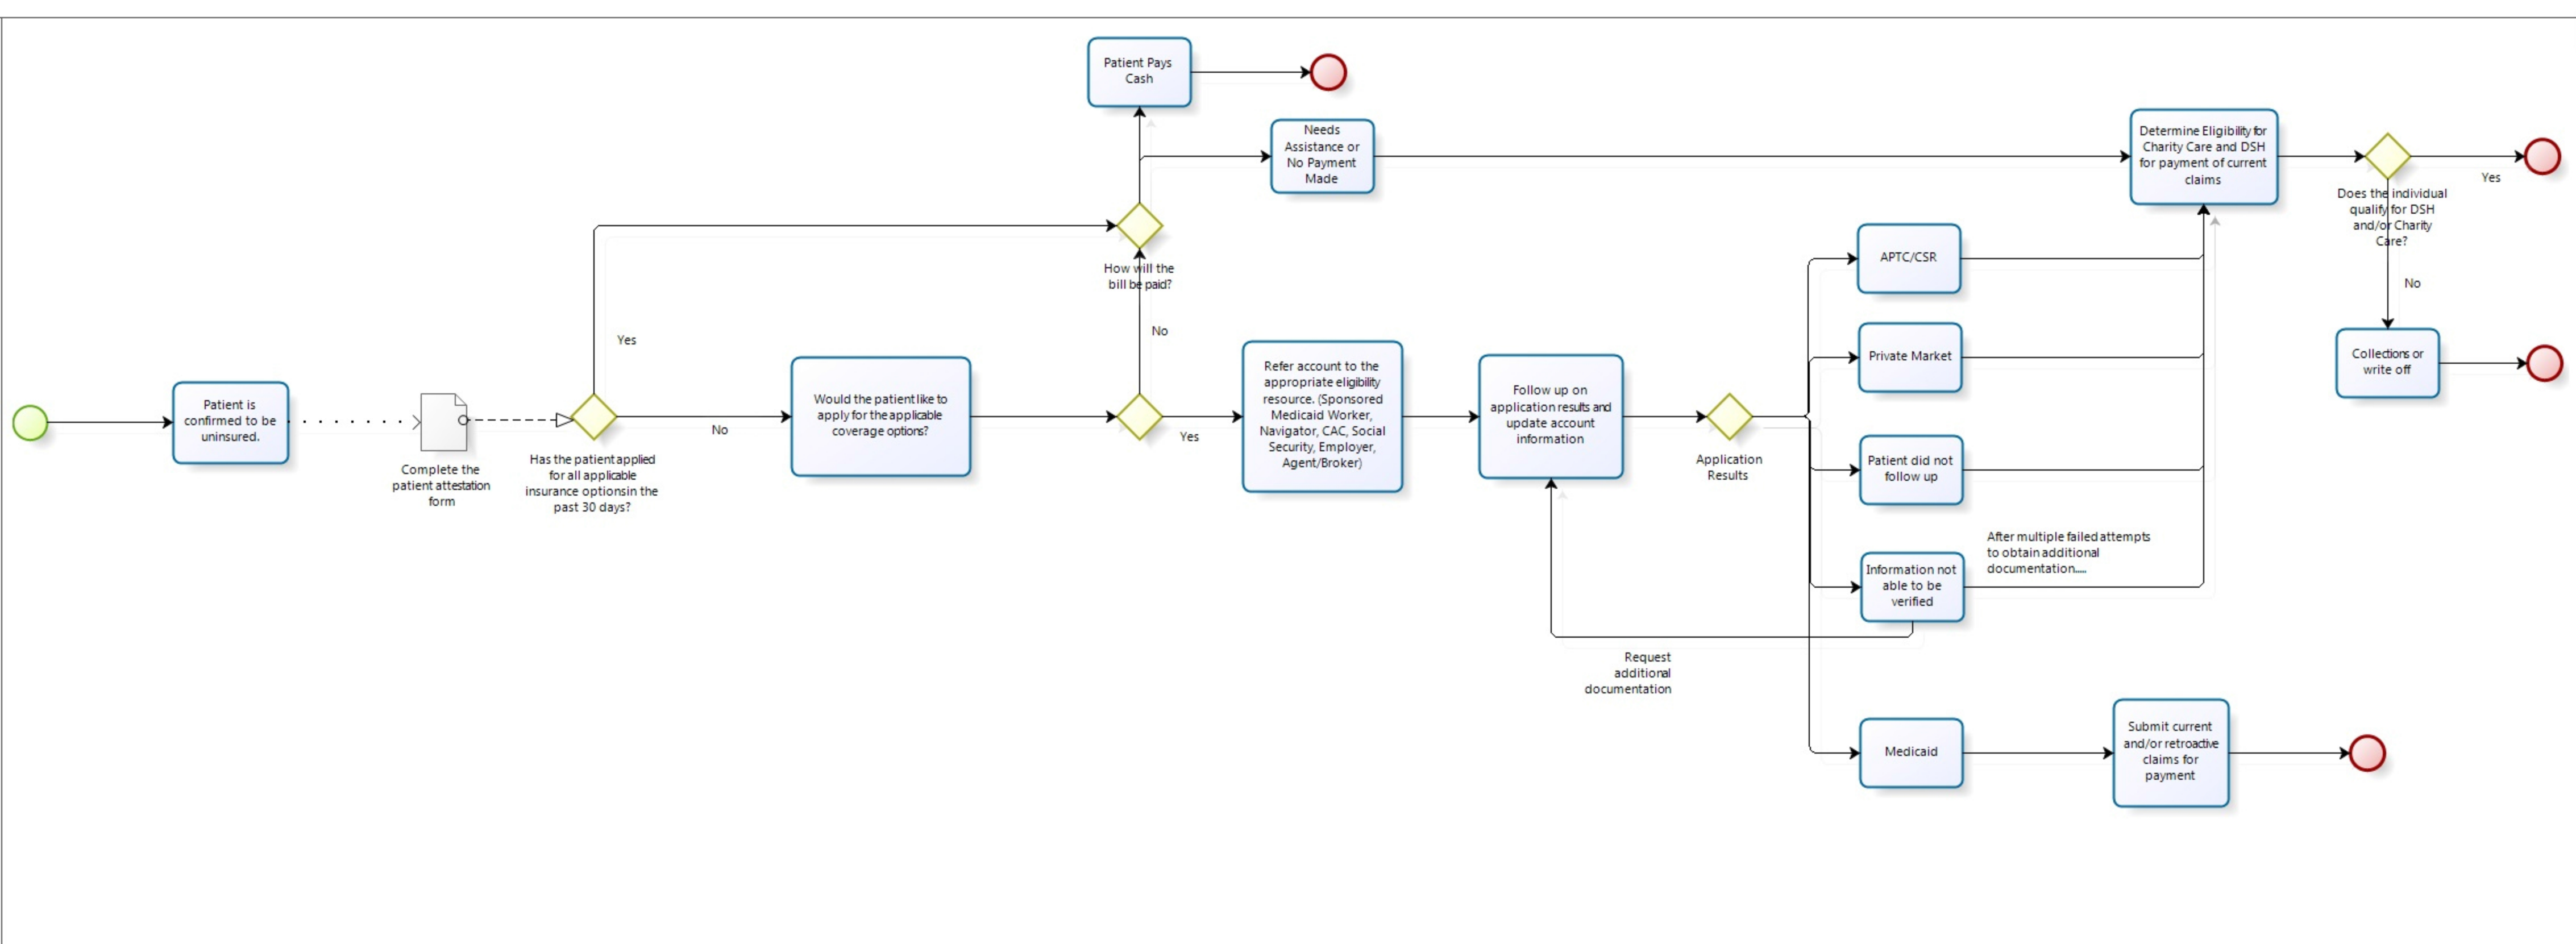 Patient Pays
Cash
Needs
Assistance or
No Payment
Made
Determine Eligibility for
Charity Care and DSH
for payment of current
claims
Yes
Does the individual
qualify for DSH
and/or Charity
Care?
No
Collections or
write off
How will the
bill be paid?
No
Yes
Patient is
confirmed to be
uninsured.
Complete the
patient attestation
form
Has the patient applied
for all applicable
insurance optionsin the
past 30 days?
No
Would the patient like to
apply for the applicable
coverage options?
Yes
Refer account to the
appropriate eligibility
resource. (Sponsored
Medicaid Worker,
Navigator, CAC, Social
Security, Employer,
Agent/Broker)
Follow up on
application results and
update account
information
Application
Results
APTC/CSR
Private Market
Patient did not
follow up
After multiple failed attempts
to obtain additional
documentation.....
Information not
able to be
verified
Request
additional
documentation
Medicaid
Submit current
and/or retroactive
claims for
payment